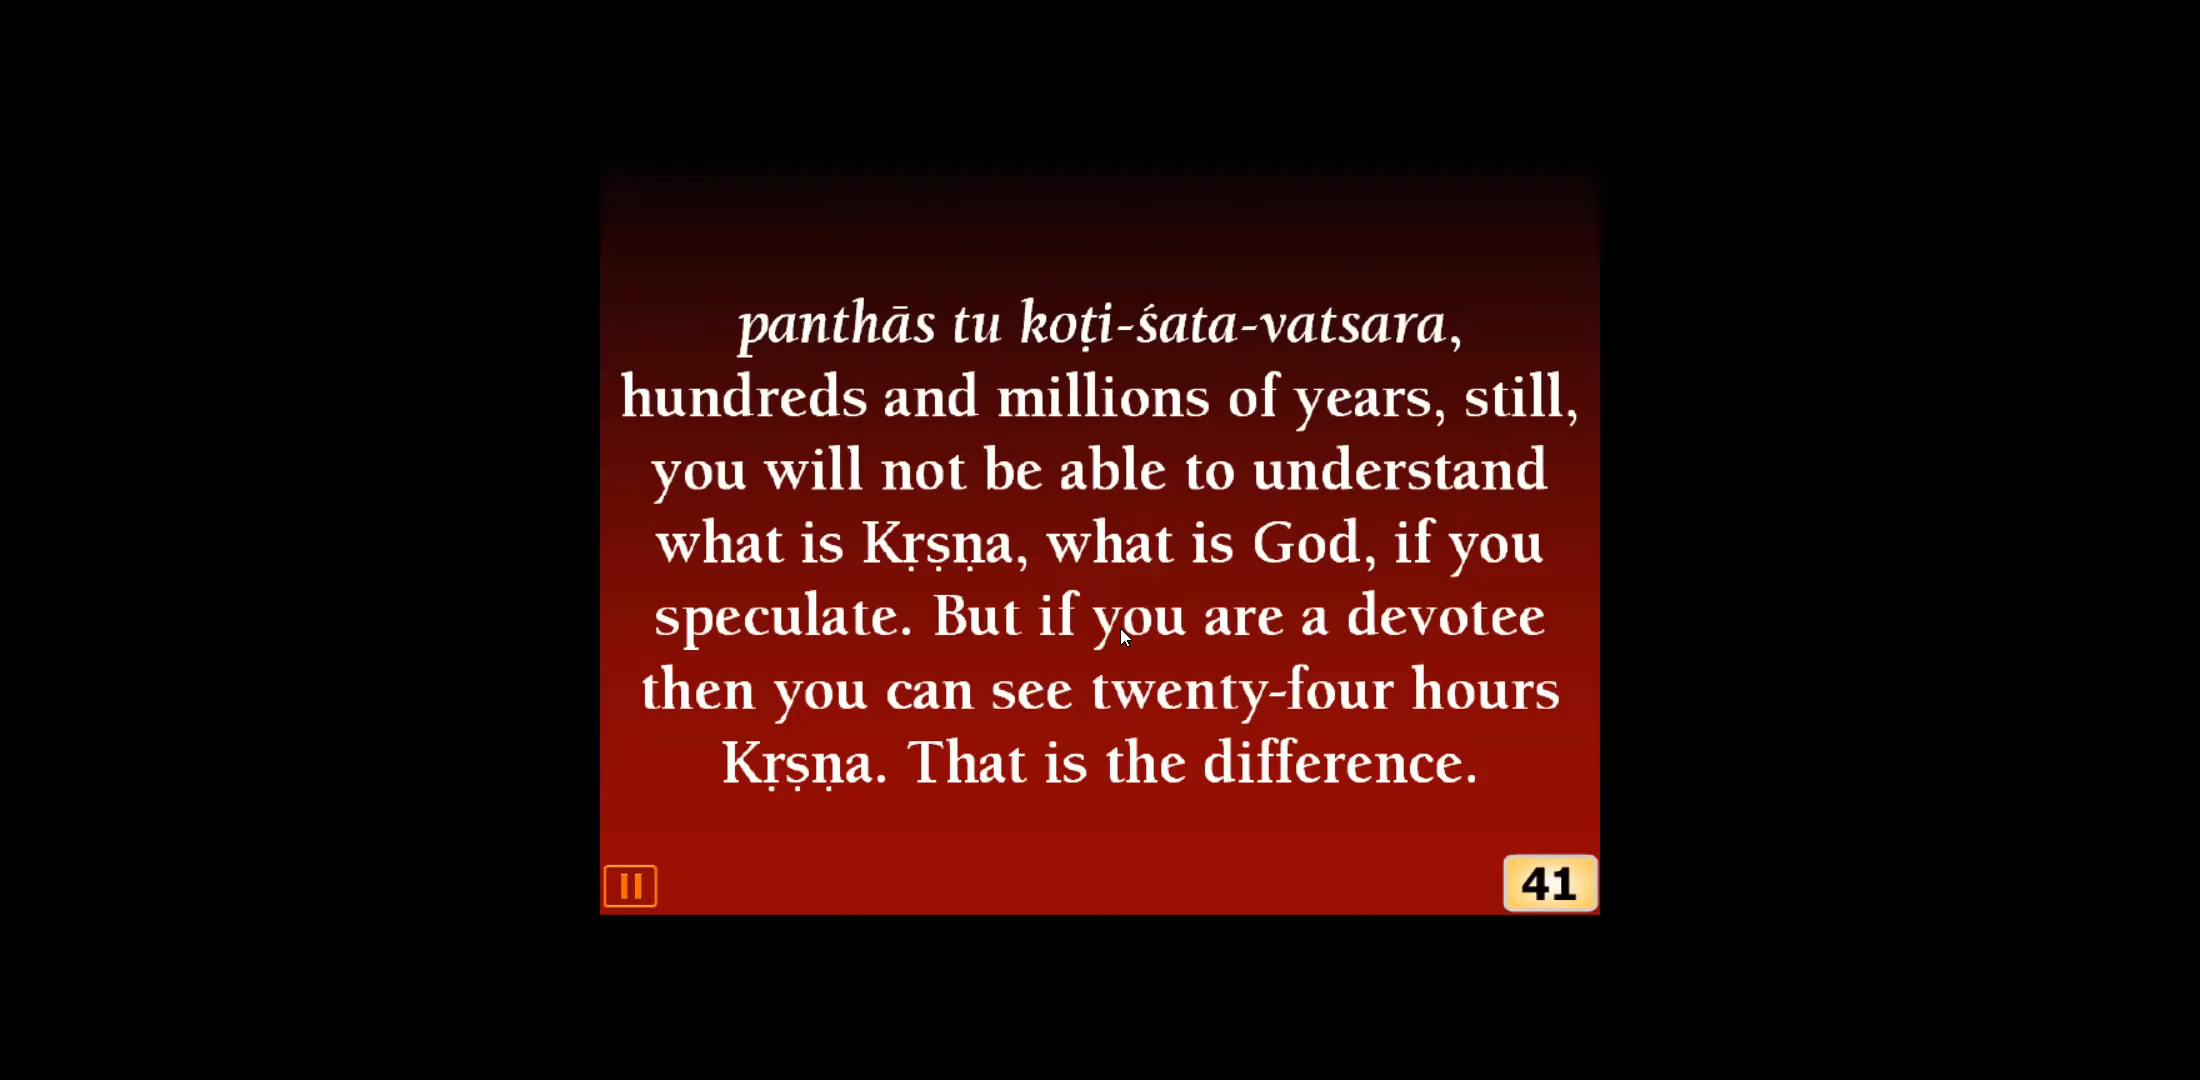 panthās tu koṭi-śata-vatsara,
hundreds and millions of years, still,
you will not be able to understand
what is Kṛṣṇa, what is God, if you
speculate. But if you are a devotee
then you can see twenty-four hours
Kṛṣṇa. That is the difference.
41